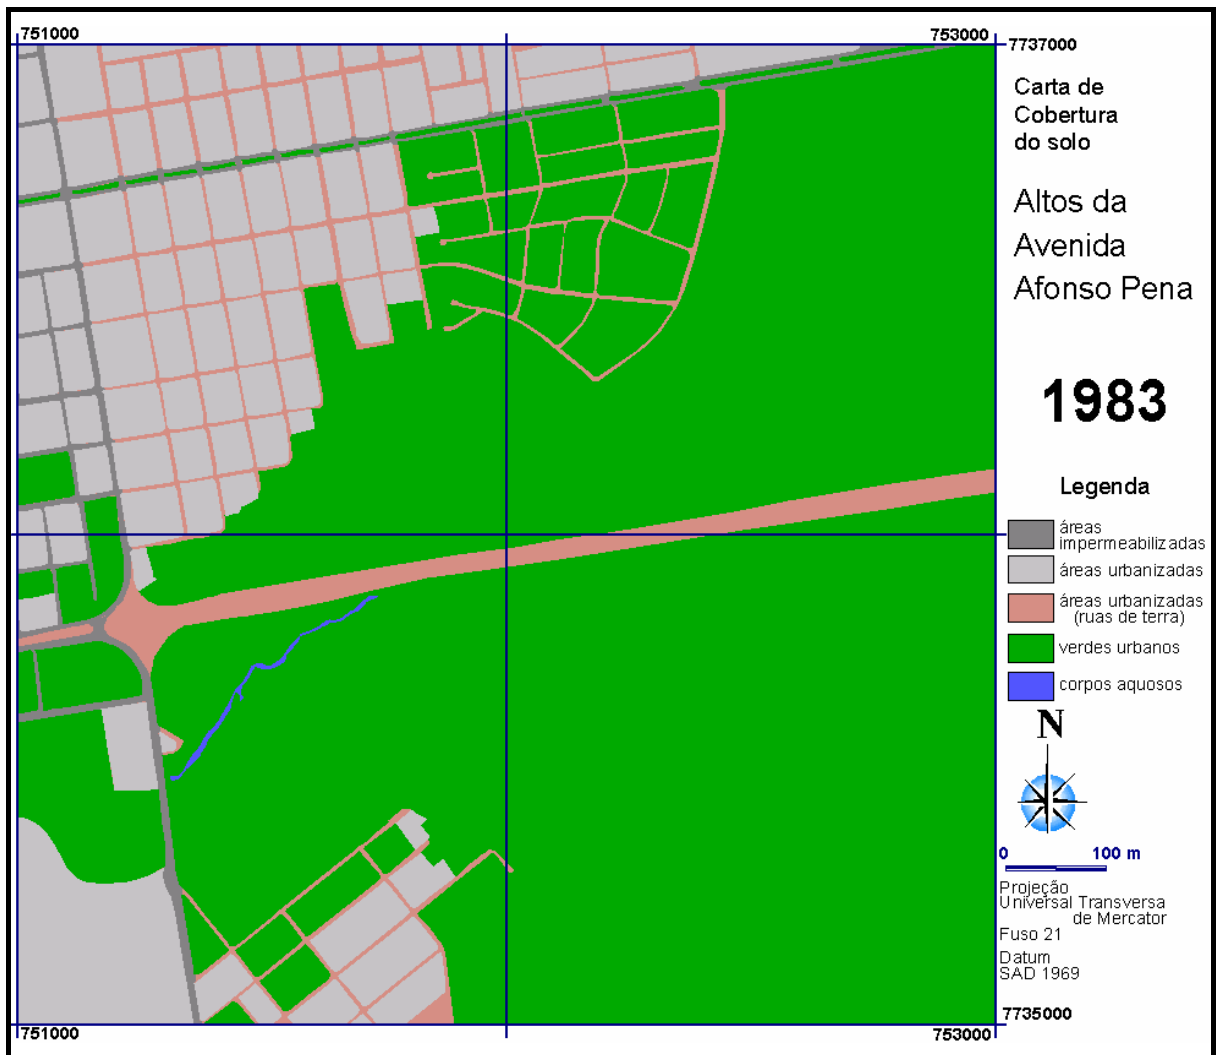 751000
753000
7737000
Carta de
Cobertura
do solo
Altos da
Avenida
Afonso Pena
1983
Legenda
áreas
impermeabilizadas
áreas urbanizadas
áreas urbanizadas
(ruas de terra)
verdes urbanos
corpos aquosos
N
0 100 m
Projeção
Universal Transversa
de Mercator
Fuso 21
Datum
SAD 1969
7735000
751000
753000